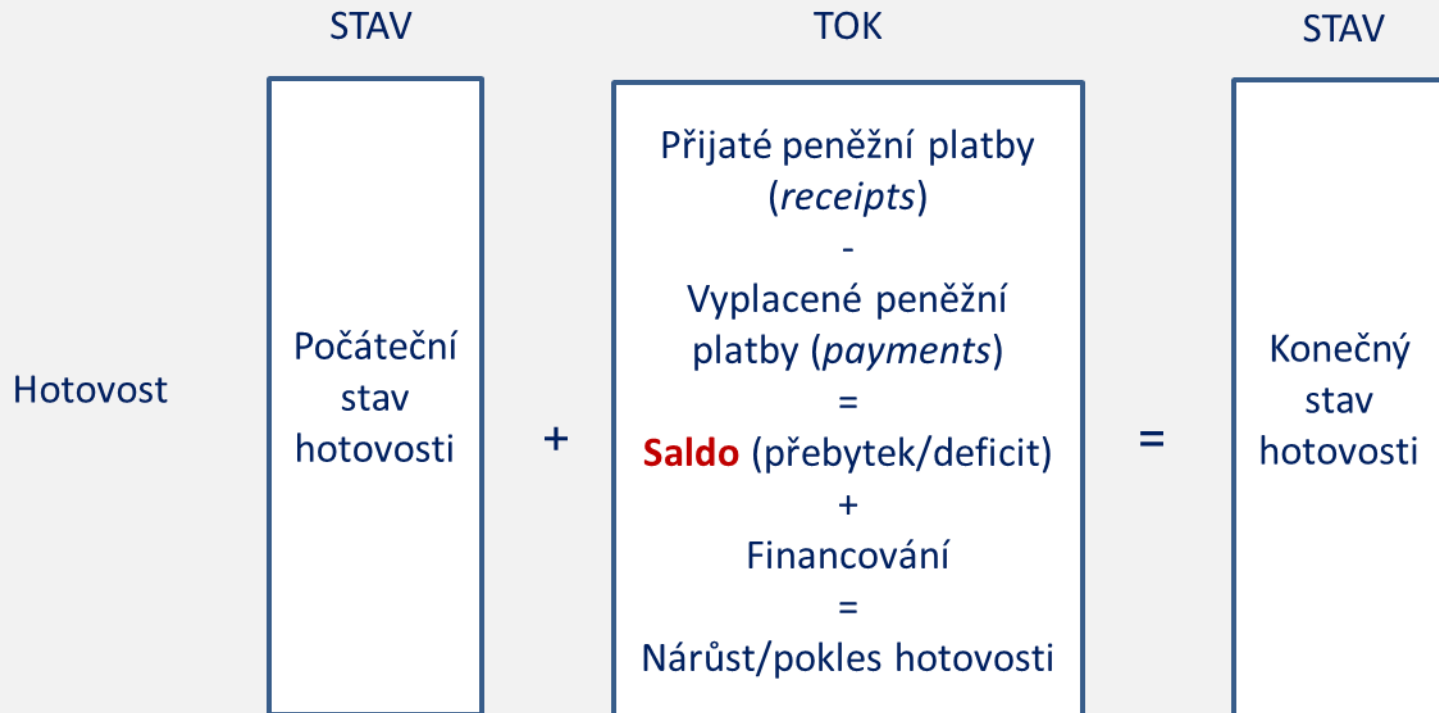 STAV
TOK
STAV
Hotovost
Počáteční
stav
hotovosti
+
Přijaté peněžní platby
(receipts)
-
Vyplacené peněžní
platby (payments)
=
Saldo (přebytek/deficit)
+
Financování
=
Nárůst/pokles hotovosti
=
Konečný
stav
hotovosti